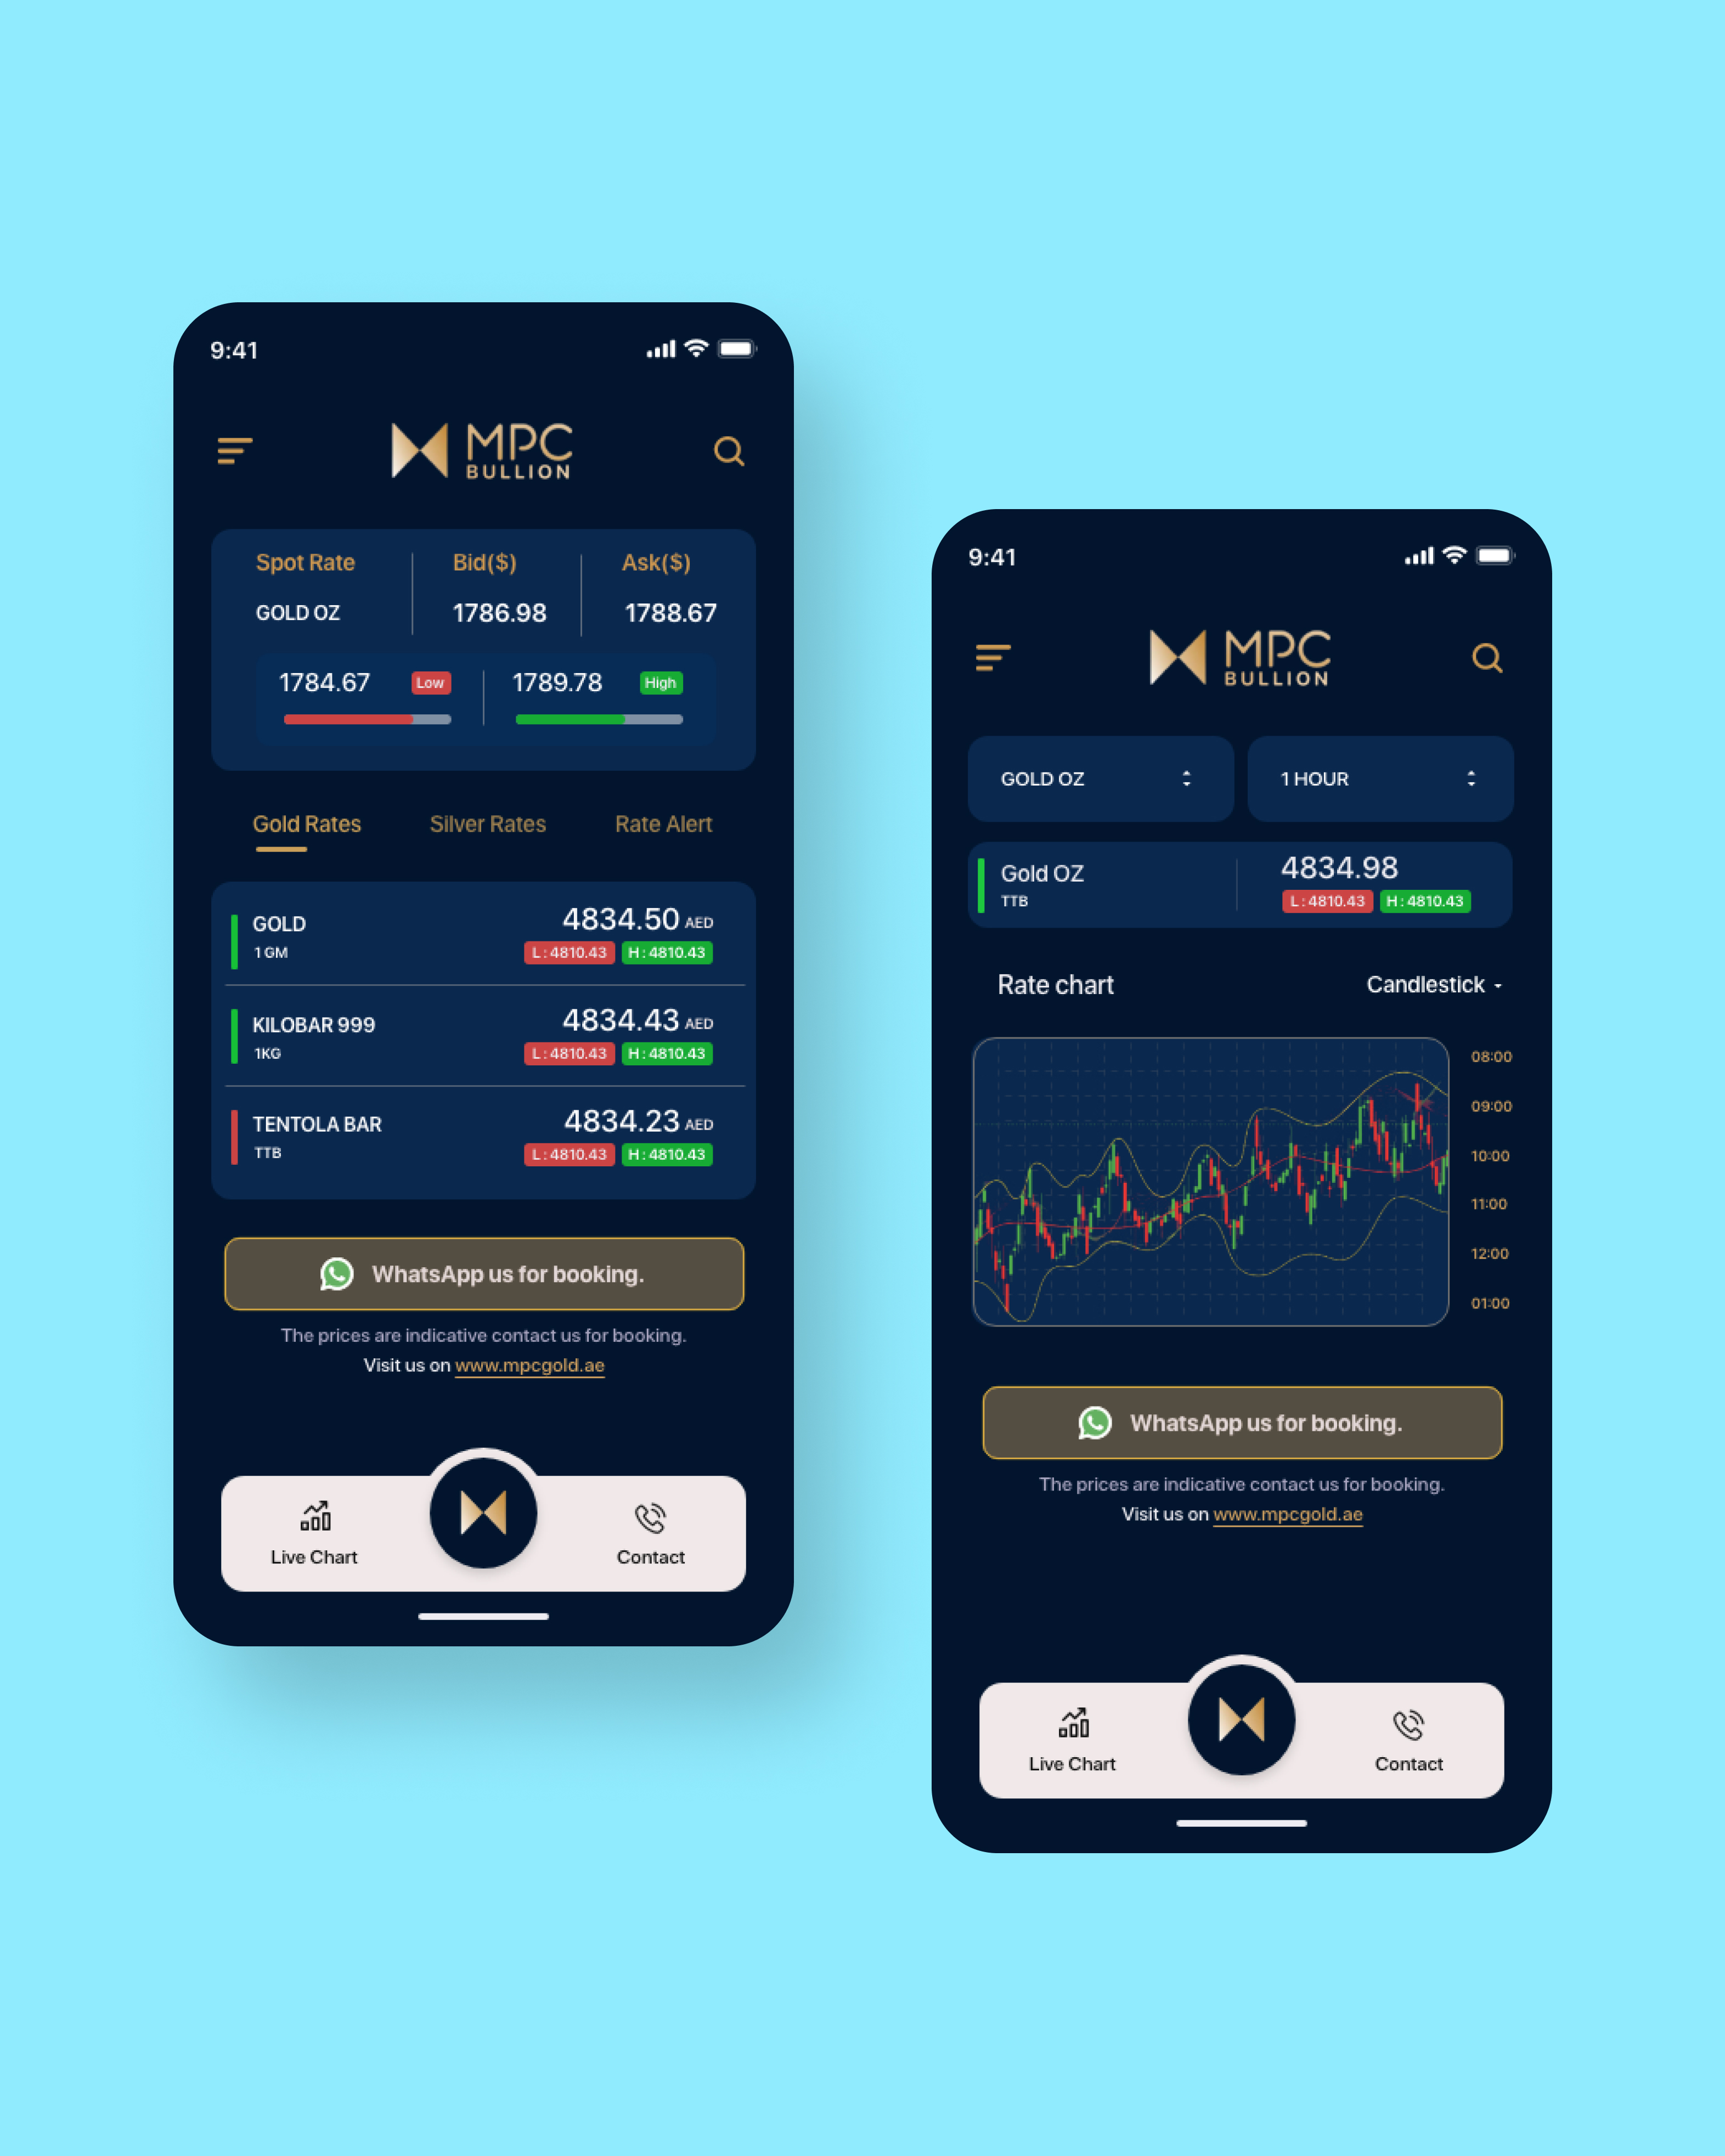 9:41
MPC
BULLION
Spot Rate Bid($) Ask($)
GOLD OZ 1786.98 1788.67
1784.67 Low 1789.78 High
Gold Rates Silver Rates Rate Alert
GOLD 4834.50 AED
1 GM L : 4810.43 H : 4810.43
KILOBAR 999 4834.43 AED
1KG L : 4810.43 H : 4810.43
TENTOLA BAR 4834.23 AED
TTB L : 4810.43 H : 4810.43
WhatsApp us for booking.
The prices are indicative contact us for booking.
Visit us on www.mpcgold.ae
Live Chart Contact
9:41
MPC
BULLION
GOLD OZ 1 HOUR
Gold OZ 4834.98
TTB L : 4810.43 H : 4810.43
Rate chart Candlestick
08:00
09:00
10:00
11:00
12:00
01:00
WhatsApp us for booking.
The prices are indicative contact us for booking.
Visit us on www.mpcgold.ae
Live Chart Contact